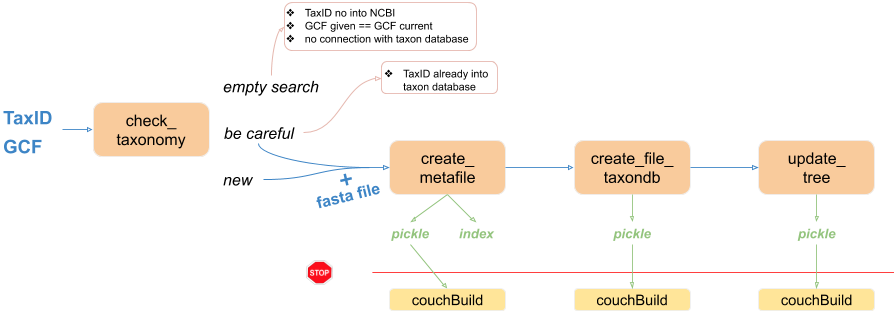 ❖ TaxID no into NCBI
❖ GCF given == GCF current
❖ no connection with taxon database
empty search
❖ TaxID already into
taxon database
TaxID
GCF
check_
taxonomy
be careful
new
+
fasta file
create_
metafile
create_file_
taxondb
update_
tree
pickle
index
pickle
pickle
STOP
couchBuild
couchBuild
couchBuild